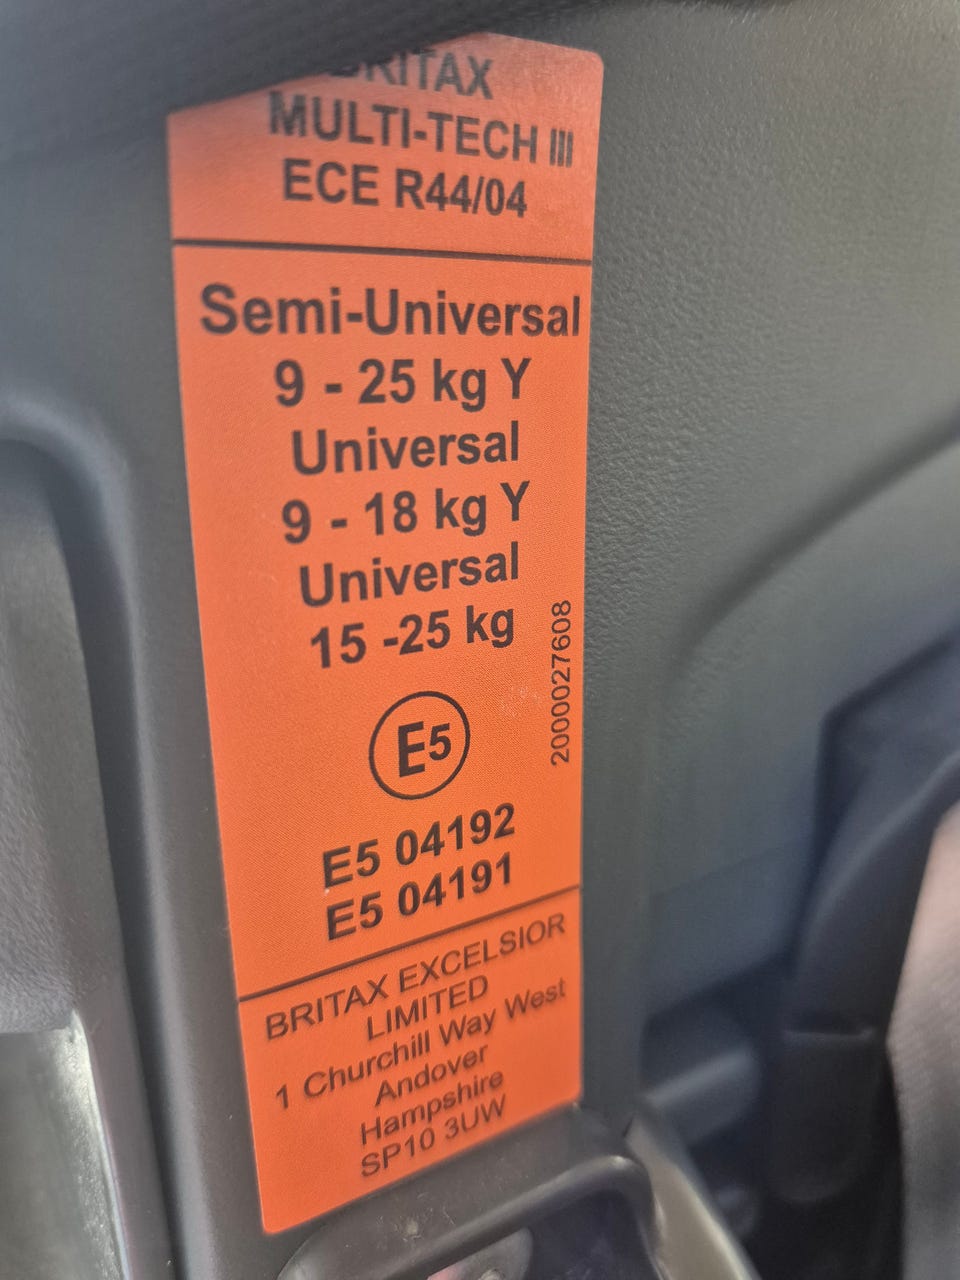 BRITAX
MULTI-TECH III
ECE R44/04
Semi-Universal
9 - 25 kg Y
Universal
9 - 18 kg Y
Universal
15 -25 kg
2000027608
E5
E5 04192
E5 04191
BRITAX EXCELSIOR
LIMITED
1 Churchill Way West
Andover
Hampshire
SP10 3UW